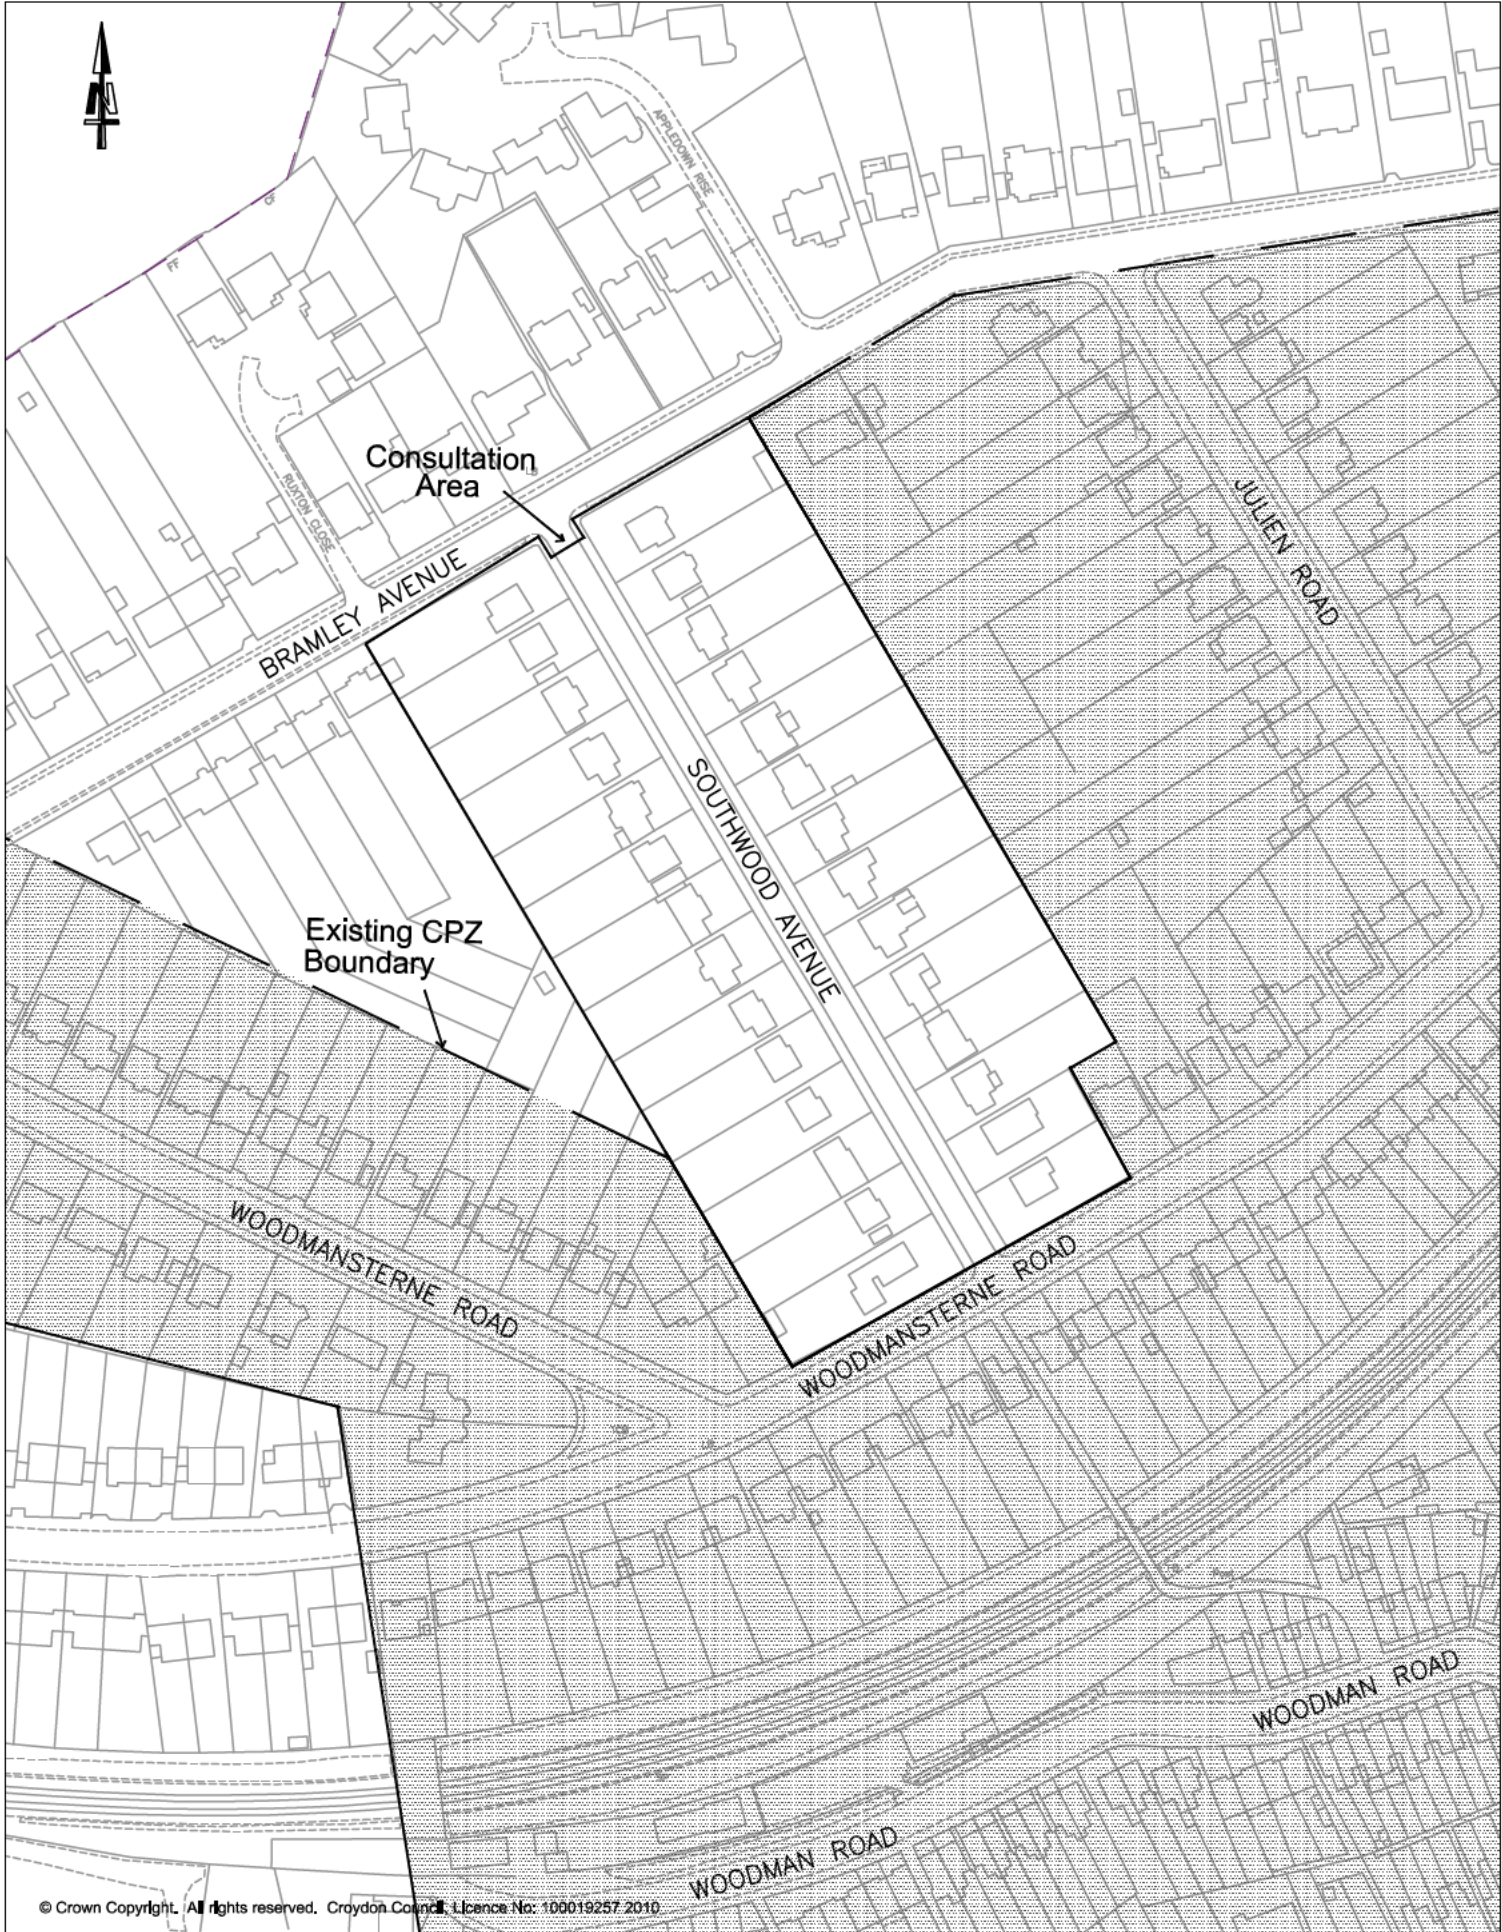 N
APPLEDOWN RISE
Consultation
Area
RUXTON CLOSE
JULIEN ROAD
BRAMLEY AVENUE
SOUTHWOOD AVENUE
Existing CPZ
Boundary
WOODMANSTERNE ROAD
WOODMANSTERNE ROAD
WOODMAN ROAD
WOODMAN ROAD
© Crown Copyright. All rights reserved. Croydon Council, Licence No: 100019257 2010